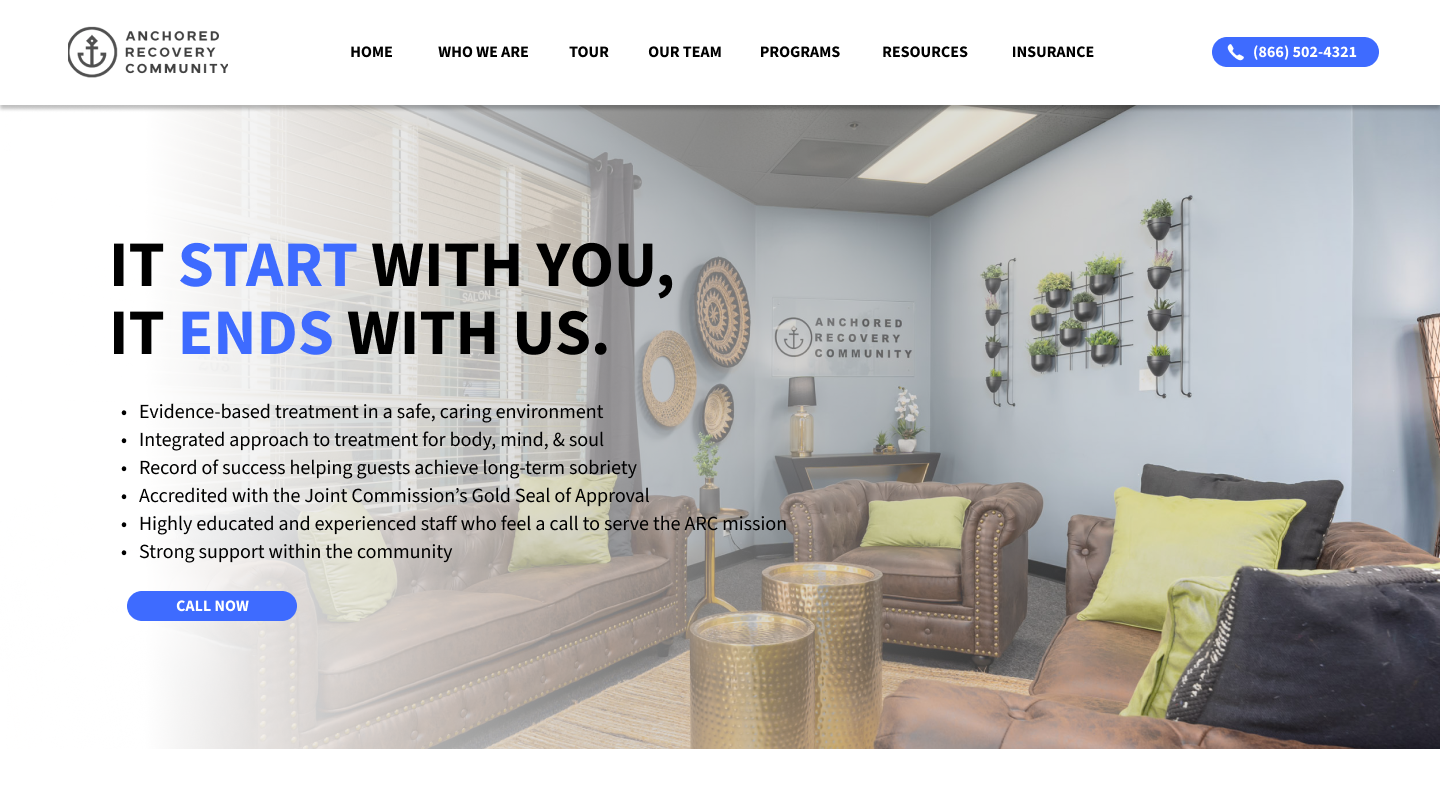 ANCHORED
RECOVERY
COMMUNITY
HOME WHO WE ARE TOUR OUR TEAM PROGRAMS RESOURCES INSURANCE
(866) 502-4321
IT START WITH YOU,
IT ENDS WITH US.
SALON
ANCHORED
RECOVERY
COMMUNITY
• Evidence-based treatment in a safe, caring environment
• Integrated approach to treatment for body, mind, & soul
• Record of success helping guests achieve long-term sobriety
• Accredited with the Joint Commission’s Gold Seal of Approval
• Highly educated and experienced staff who feel a call to serve the ARC mission
• Strong support within the community
CALL NOW